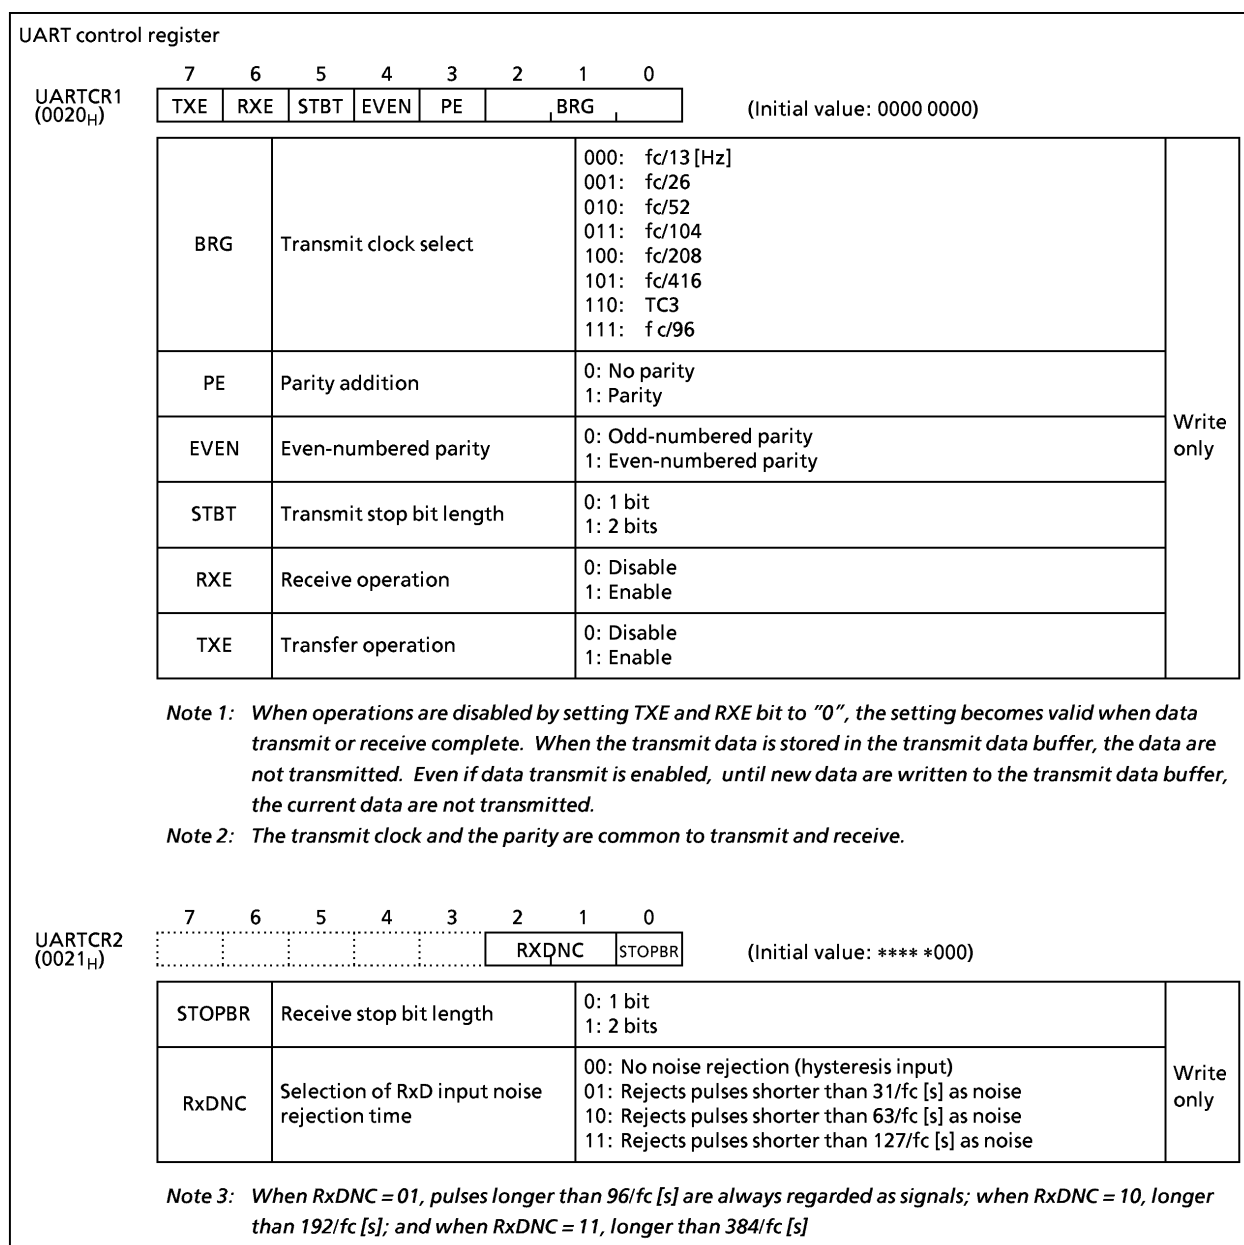 UART control register
7 6 5 4 3 2 1 0
UARTCR1
(0020H)
TXE RXE STBT EVEN PE BRG
(Initial value: 0000 0000)
BRG
Transmit clock select
000: fc/13 [Hz]
001: fc/26
010: fc/52
011: fc/104
100: fc/208
101: fc/416
110: TC3
111: f c/96
PE
Parity addition
0: No parity
1: Parity
EVEN
Even-numbered parity
0: Odd-numbered parity
1: Even-numbered parity
STBT
Transmit stop bit length
0: 1 bit
1: 2 bits
RXE
Receive operation
0: Disable
1: Enable
TXE
Transfer operation
0: Disable
1: Enable
Write
only
Note 1: When operations are disabled by setting TXE and RXE bit to "0", the setting becomes valid when data
transmit or receive complete. When the transmit data is stored in the transmit data buffer, the data are
not transmitted. Even if data transmit is enabled, until new data are written to the transmit data buffer,
the current data are not transmitted.
Note 2: The transmit clock and the parity are common to transmit and receive.
7 6 5 4 3 2 1 0
UARTCR2
(0021H)
RXDNC STOPBR
(Initial value: **** *000)
STOPBR
Receive stop bit length
0: 1 bit
1: 2 bits
RxDNC
Selection of RxD input noise
rejection time
00: No noise rejection (hysteresis input)
01: Rejects pulses shorter than 31/fc [s] as noise
10: Rejects pulses shorter than 63/fc [s] as noise
11: Rejects pulses shorter than 127/fc [s] as noise
Write
only
Note 3: When RxDNC = 01, pulses longer than 96/fc [s] are always regarded as signals; when RxDNC = 10, longer
than 192/fc [s]; and when RxDNC = 11, longer than 384/fc [s]